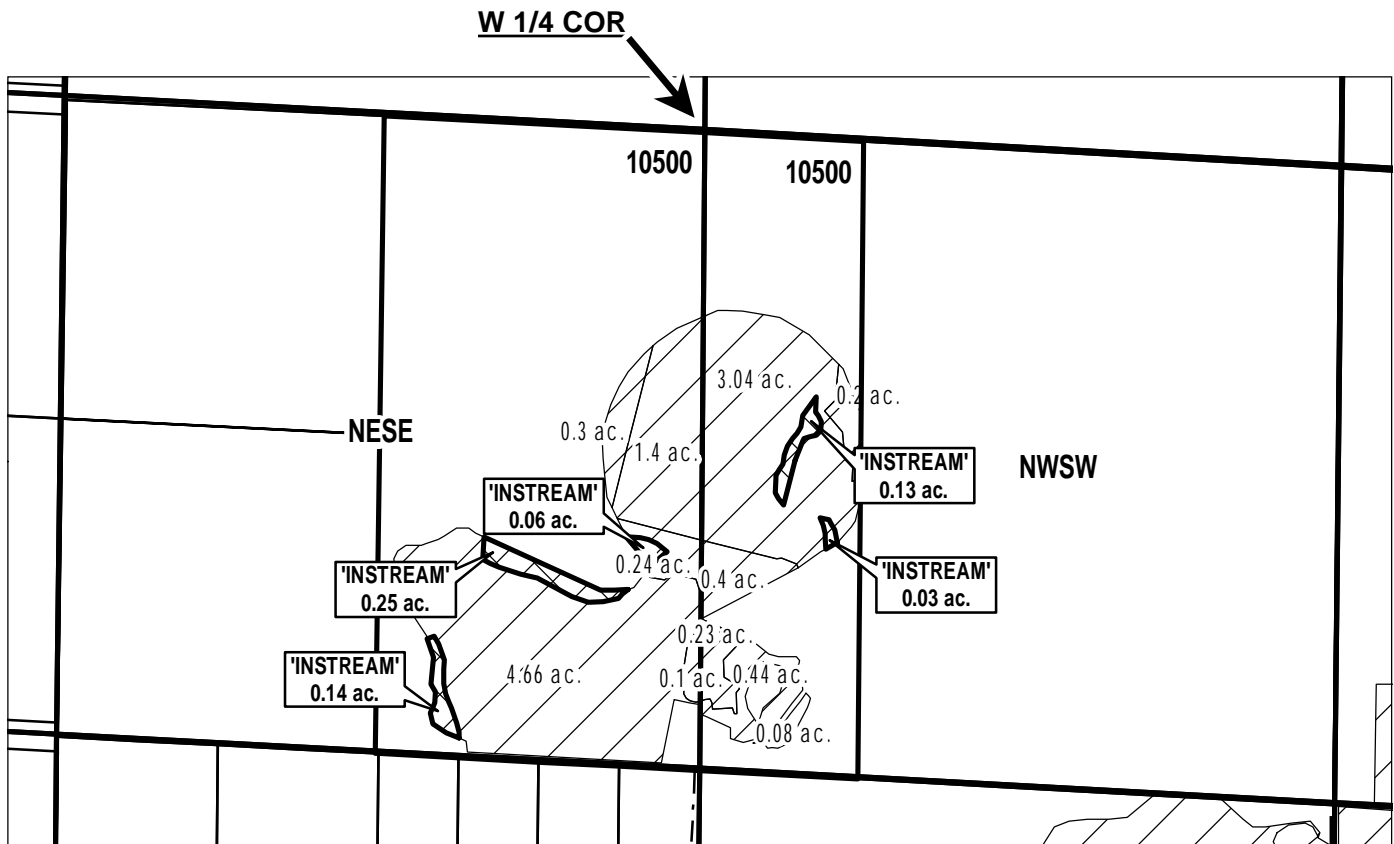 W 1/4 COR
10500
10500
3.04 ac.
0.2 ac.
NESE
0.3 ac.
1.4 ac.
'INSTREAM'
0.13 ac.
NWSW
'INSTREAM'
0.06 ac.
0.24 ac.
0.4 ac.
'INSTREAM'
0.25 ac.
'INSTREAM'
0.03 ac.
0.23 ac.
'INSTREAM'
0.14 ac.
4.66 ac.
0.1 ac.
0.44 ac.
0.08 ac.